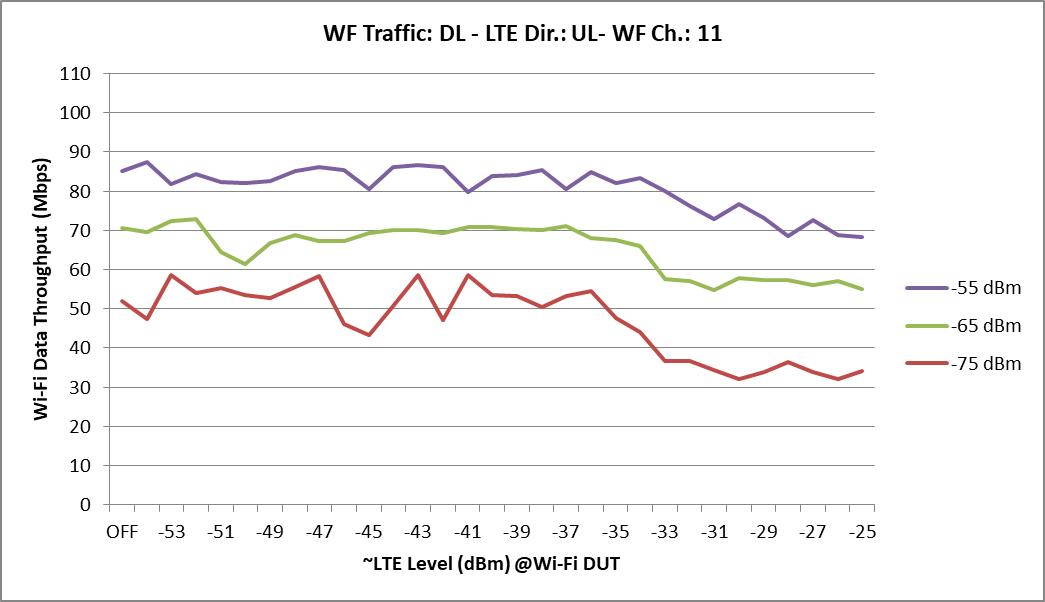 WF Traffic: DL - LTE Dir.: UL- WF Ch.: 11
110
100
90
80
70
60
50
40
30
20
10
0
Wi-Fi Data Throughput (Mbps)
OFF -53 -51 -49 -47 -45 -43 -41 -39 -37 -35 -33 -31 -29 -27 -25
~LTE Level (dBm) @Wi-Fi DUT
-55 dBm
-65 dBm
-75 dBm